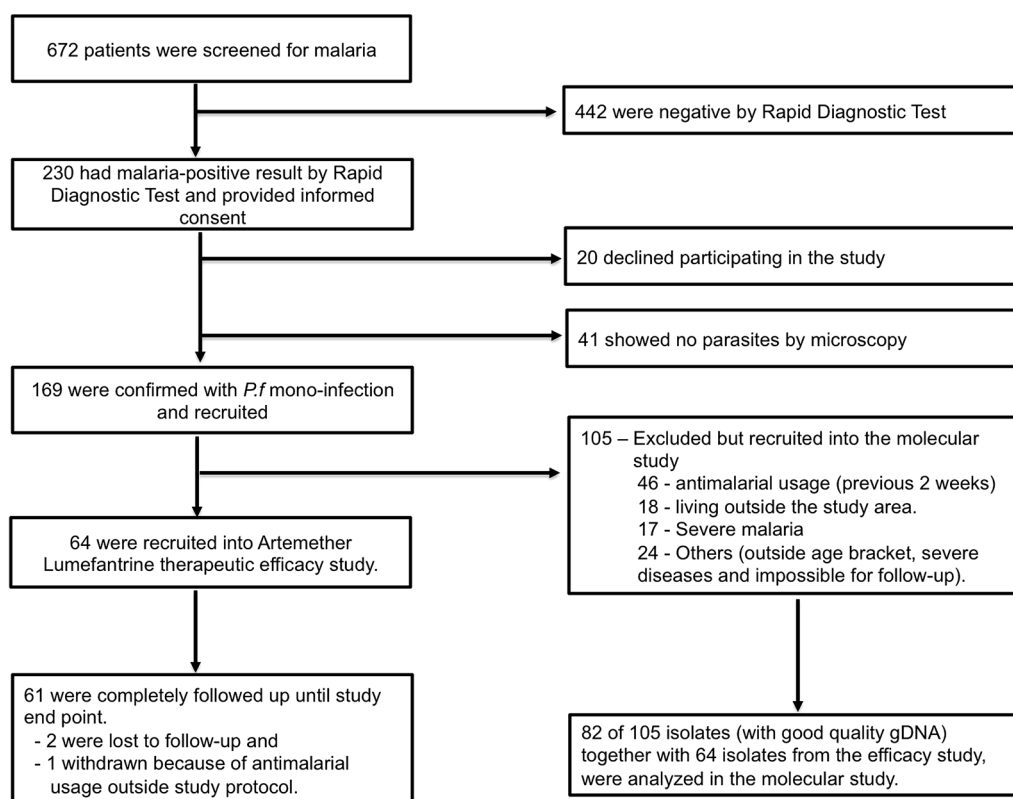 672 patients were screened for malaria
442 were negative by Rapid Diagnostic Test
230 had malaria-positive result by Rapid
Diagnostic Test and provided informed
consent
20 declined participating in the study
41 showed no parasites by microscopy
169 were confirmed with P.f mono-infection
and recruited
105 – Excluded but recruited into the molecular
study
46 - antimalarial usage (previous 2 weeks)
18 - living outside the study area.
17 - Severe malaria
24 - Others (outside age bracket, severe
diseases and impossible for follow-up).
64 were recruited into Artemether
Lumefantrine therapeutic efficacy study.
61 were completely followed up until study
end point.
- 2 were lost to follow-up and
- 1 withdrawn because of antimalarial
usage outside study protocol.
82 of 105 isolates (with good quality gDNA)
together with 64 isolates from the efficacy study,
were analyzed in the molecular study.